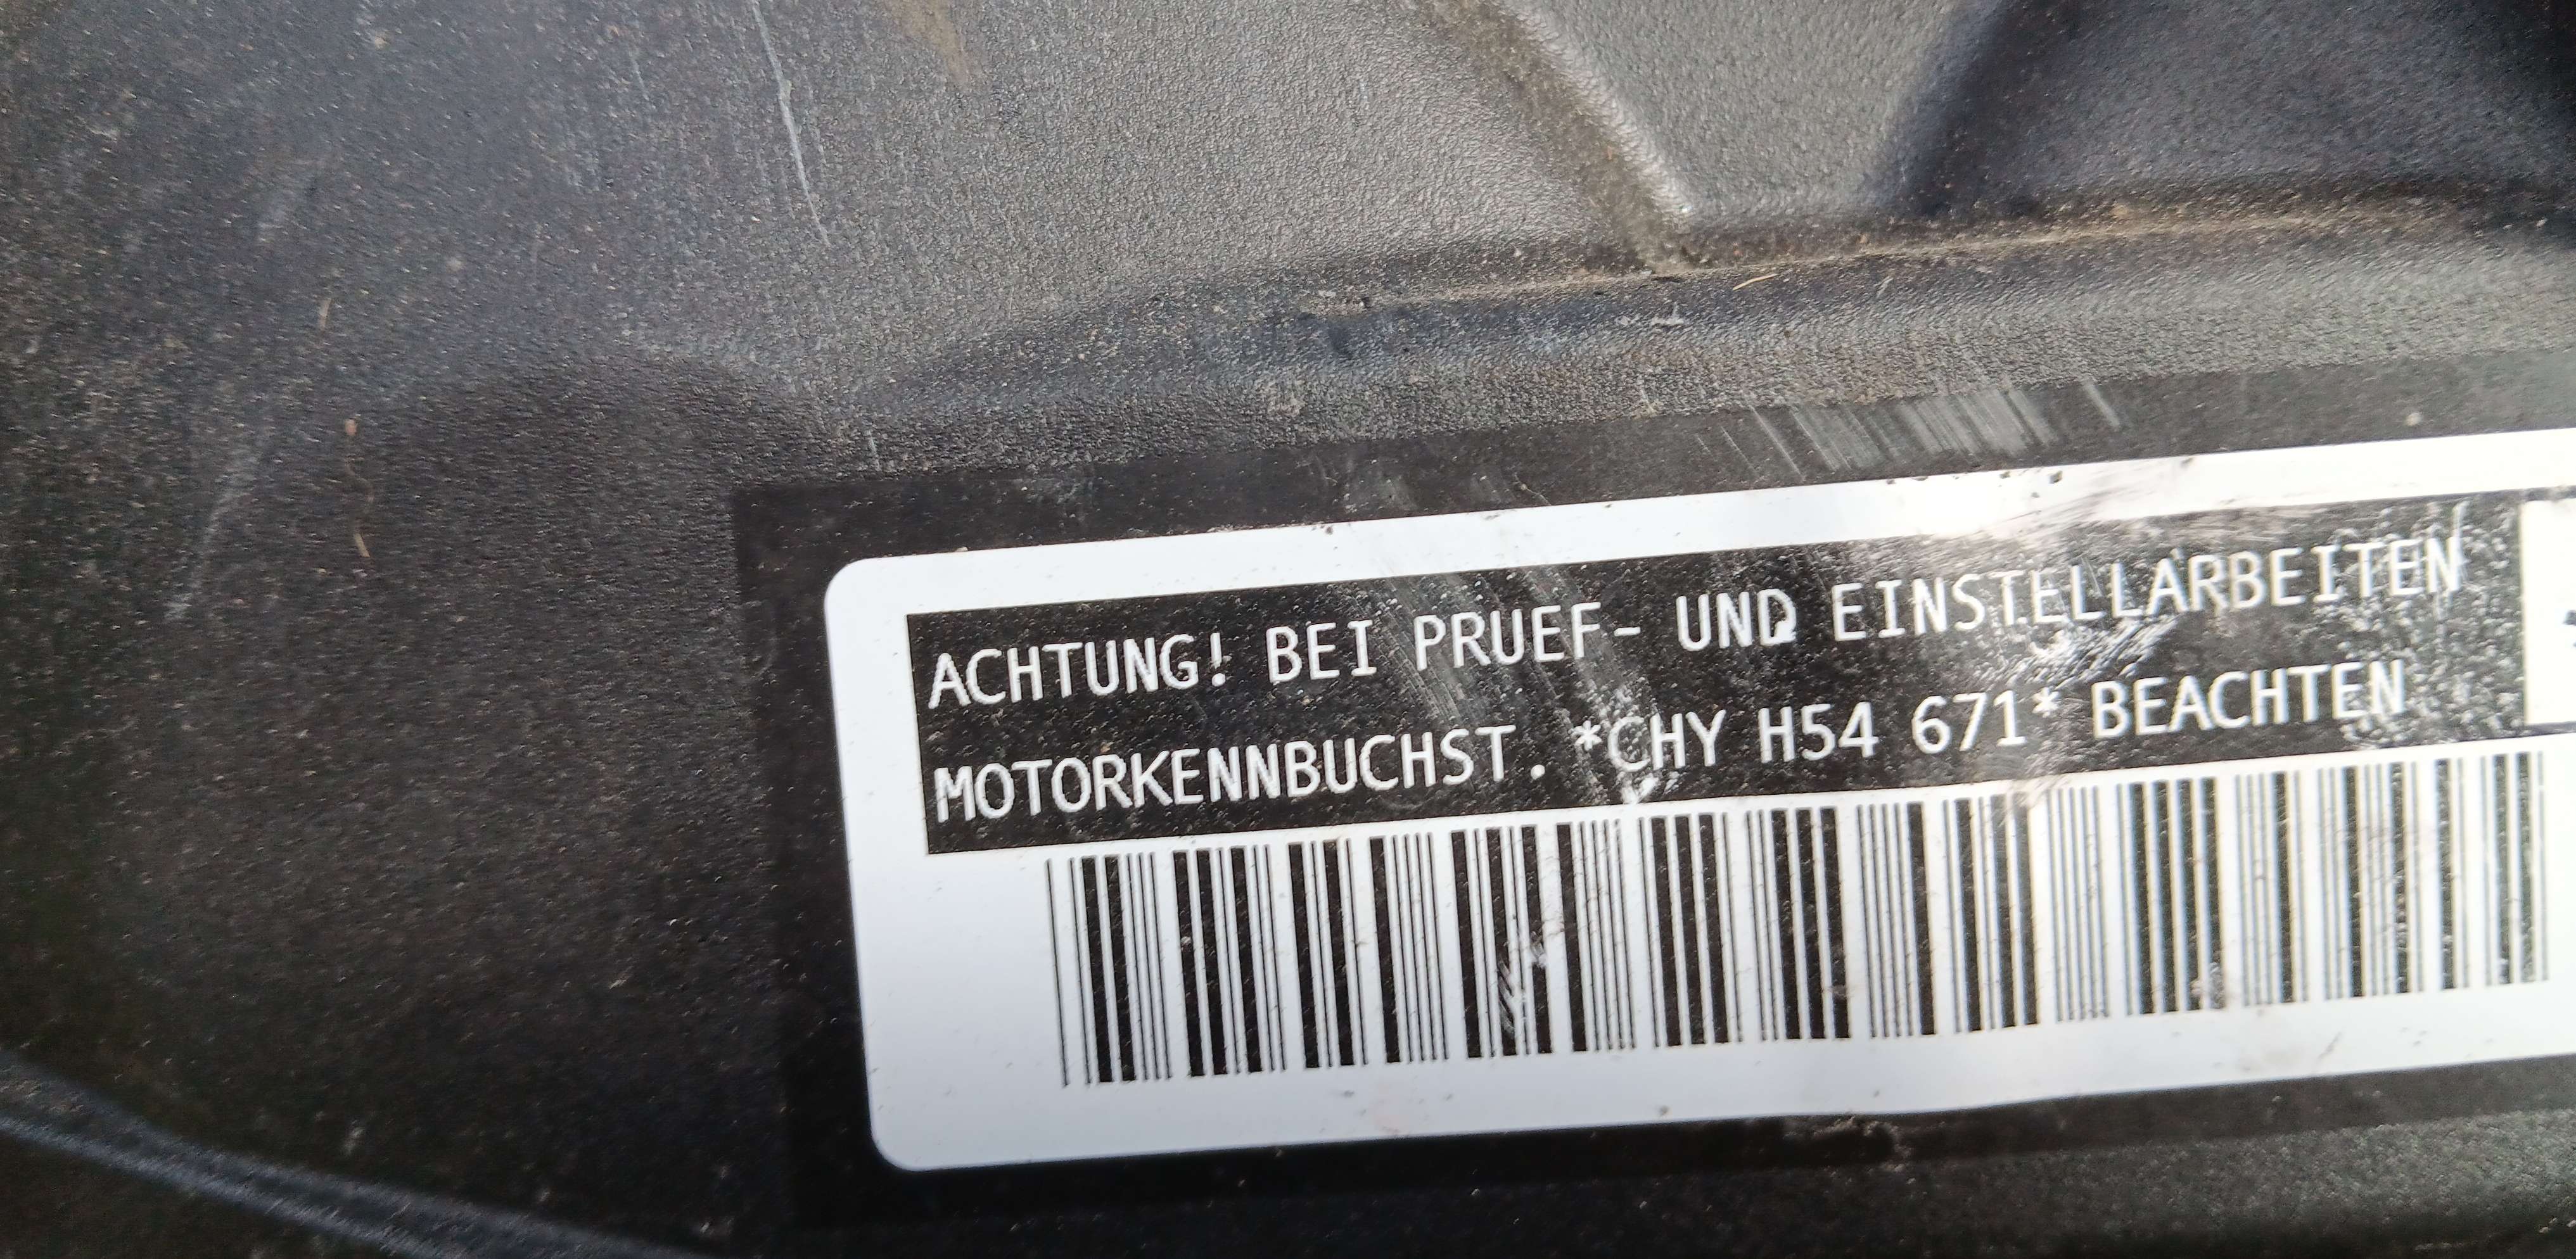 ACHTUNG! BEI PRUEF- UND EINSTELLARBEITEN
MOTORKENNBUCHST. *CHY H54 671* BEACHTEN